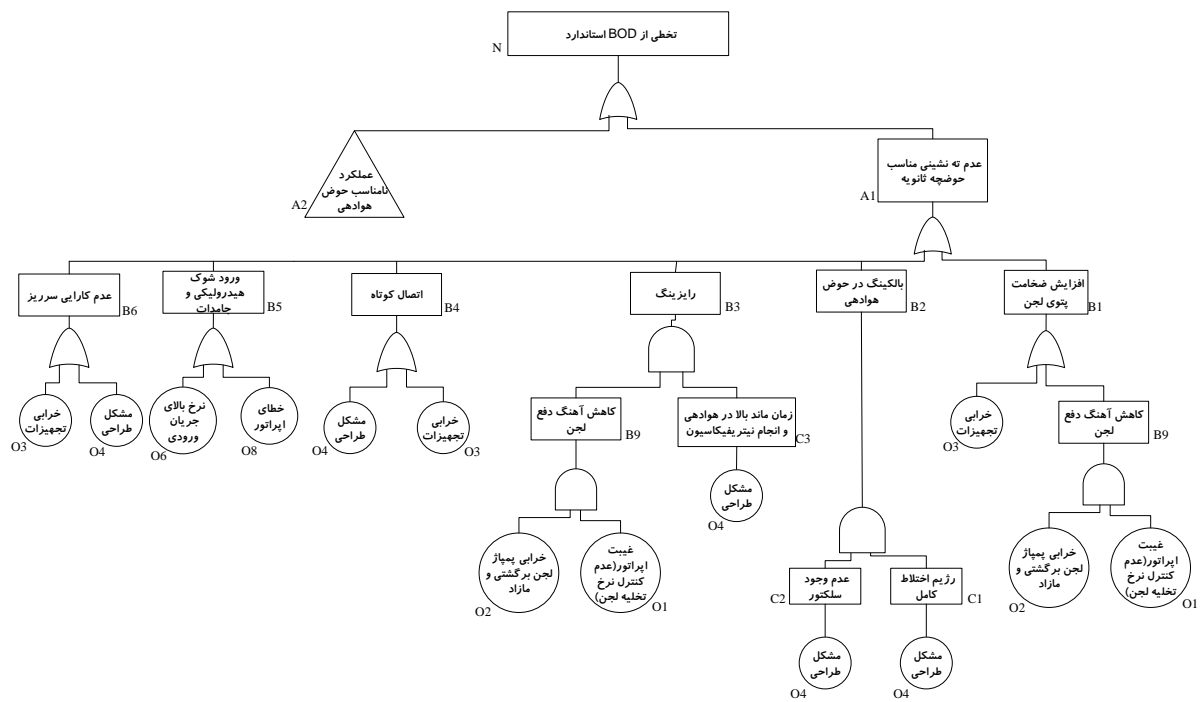 تخطی از BOD استاندارد
N
عملکرد
نامناسب حوض
هوادهی
A2
عدم ته نشینی مناسب
حوضچه ثانویه
A1
افزایش ضخامت
پتوی لجن
B1
بالکینگ در حوض
هوادهی
B2
رایزینگ
B3
اتصال کوتاه
B4
ورود شوک
هیدرولیکی و
جامدات
B5
عدم کارایی سرریز
B6
خرابی
تجهیزات
O3
مشکل
طراحی
O4
نرخ بالای
جریان
ورودی
O6
خطای
اپراتور
O8
مشکل
طراحی
O4
خرابی
تجهیزات
O3
کاهش آهنگ دفع
لجن
B9
زمان ماند بالا در هوادهی
و انجام نیتریفیکاسیون
C3
خرابی
تجهیزات
O3
کاهش آهنگ دفع
لجن
B9
مشکل
طراحی
O4
خرابی پمپاژ
لجن برگشتی و
مازاد
O2
غیبت
اپراتور(عدم
کنترل نرخ
تخلیه لجن)
O1
عدم وجود
سلکتور
C2
رژیم اختلاط
کامل
C1
خرابی پمپاژ
لجن برگشتی و
مازاد
O2
غیبت
اپراتور(عدم
کنترل نرخ
تخلیه لجن)
O1
مشکل
طراحی
O4
مشکل
طراحی
O4